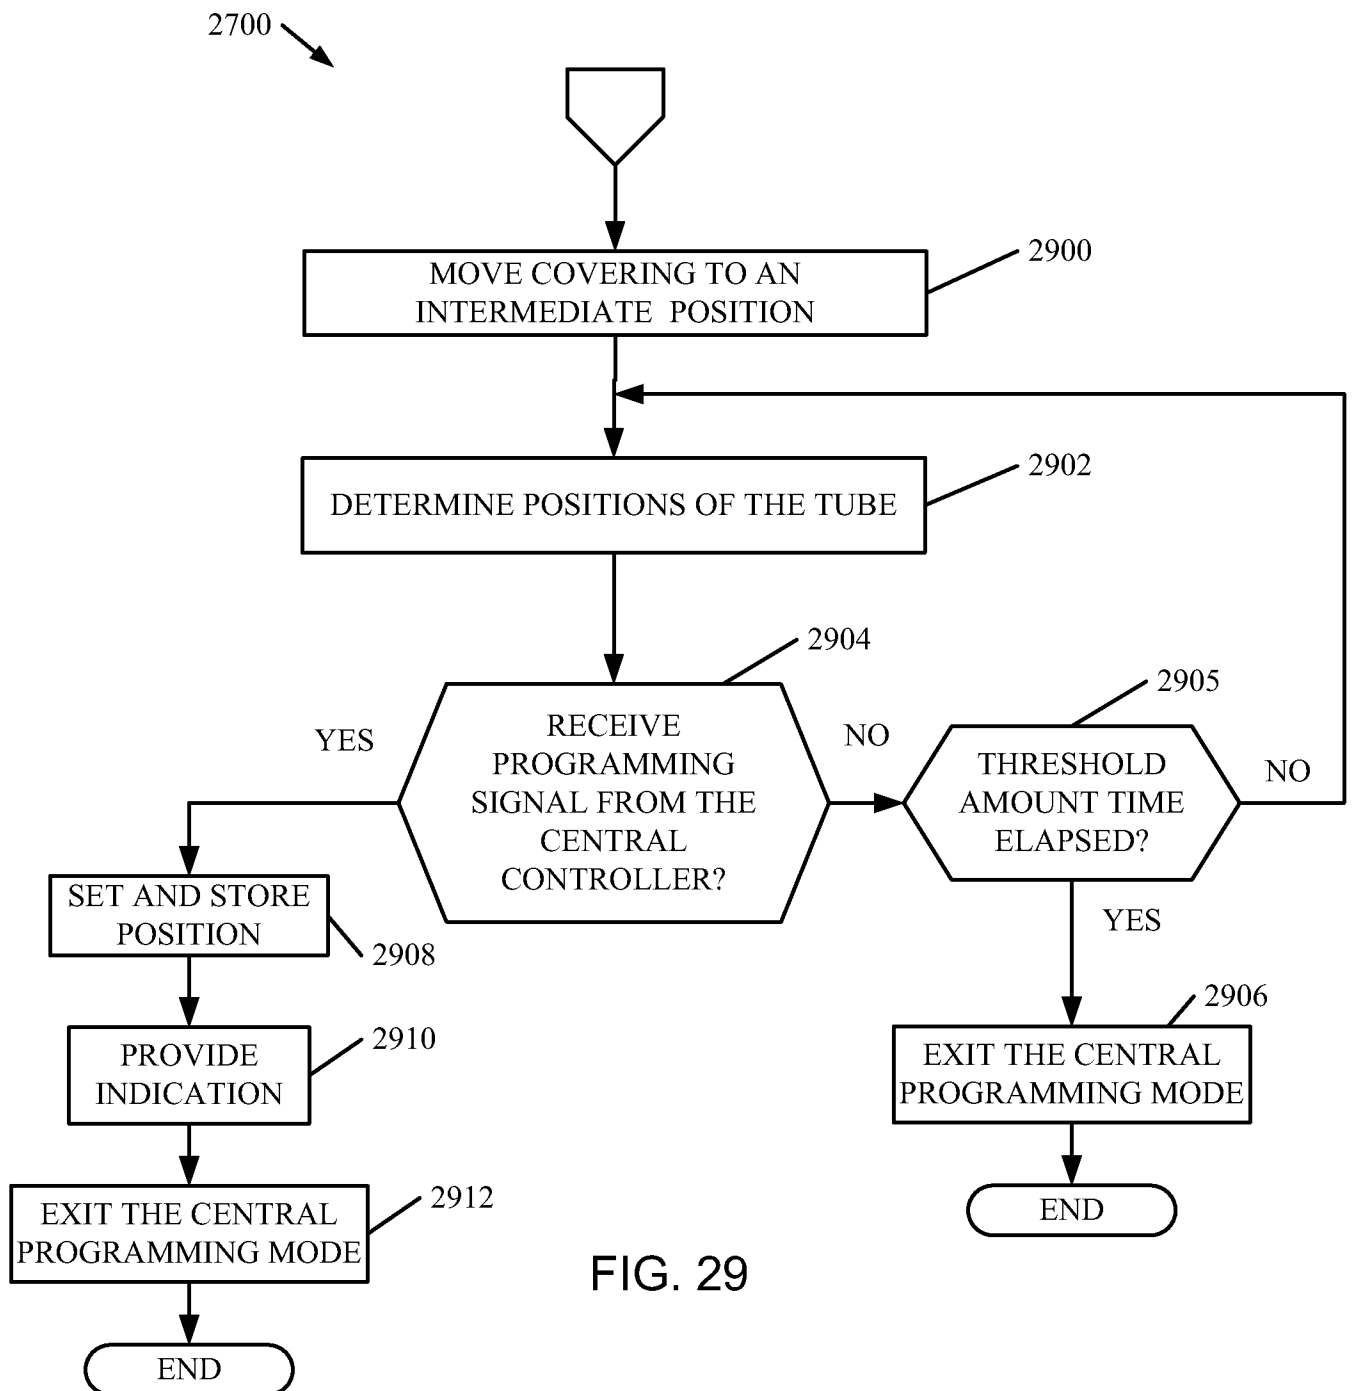 2700
MOVE COVERING TO AN
INTERMEDIATE POSITION
2900
DETERMINE POSITIONS OF THE TUBE
2902
RECEIVE
PROGRAMMING
SIGNAL FROM THE
CENTRAL
CONTROLLER?
2904
YES
NO
THRESHOLD
AMOUNT TIME
ELAPSED?
2905
NO
YES
SET AND STORE
POSITION
2908
PROVIDE
INDICATION
2910
EXIT THE CENTRAL
PROGRAMMING MODE
2912
END
EXIT THE CENTRAL
PROGRAMMING MODE
2906
END
FIG. 29